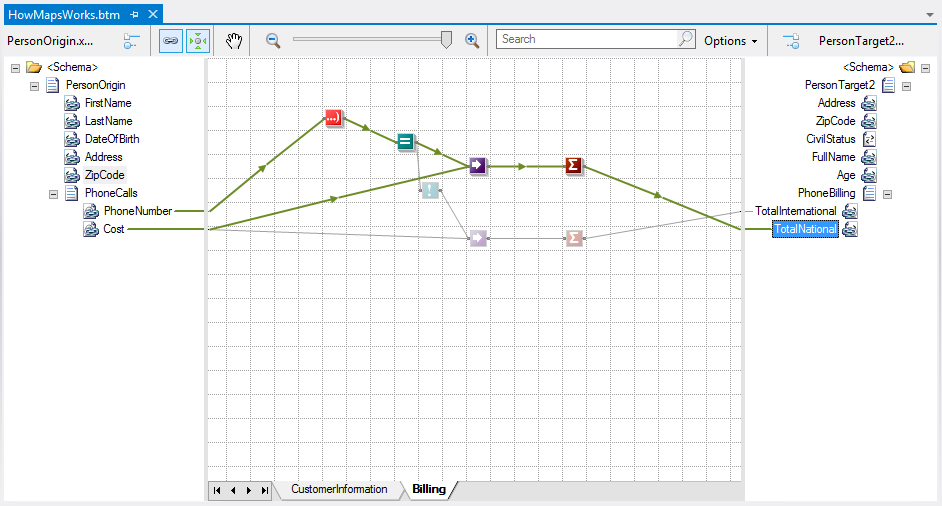 HowMapsWorks.btm
PersonOrigin.x...
Search
Options
PersonTarget2...
<Schema>
PersonOrigin
FirstName
LastName
DateOfBirth
Address
ZipCode
PhoneCalls
PhoneNumber
Cost
<Schema>
PersonTarget2
Address
ZipCode
CivilStatus
FullName
Age
PhoneBilling
TotalInternational
TotalNational
CustomerInformation
Billing